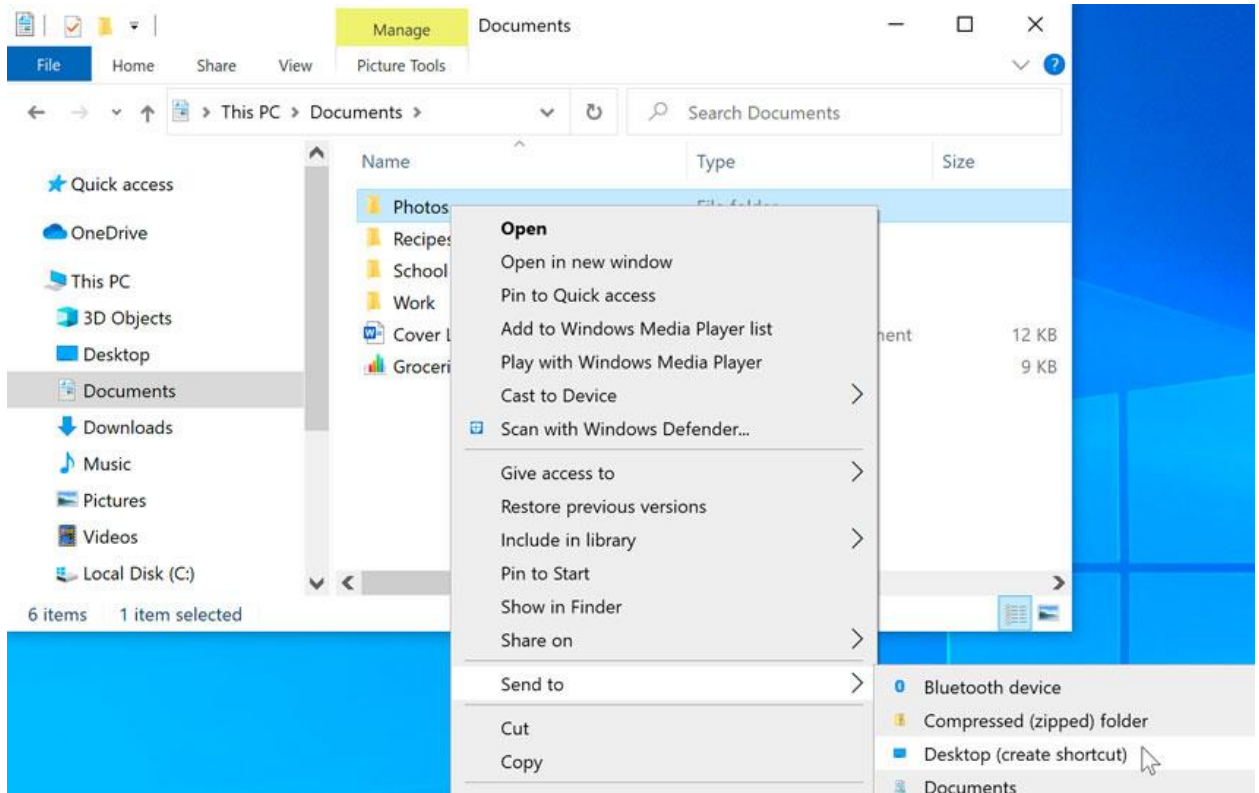 Manage
Documents
File
Home
Share
View
Picture Tools
This PC
Documents
Search Documents
Quick access
OneDrive
This PC
3D Objects
Desktop
Documents
Downloads
Music
Pictures
Videos
Local Disk (C:)
Name
Type
Size
Photos
Recipes
School
Work
Cover L
12 KB
Groceri
9 KB
Open
Open in new window
Pin to Quick access
Add to Windows Media Player list
Play with Windows Media Player
Cast to Device
Scan with Windows Defender...
Give access to
Restore previous versions
Include in library
Pin to Start
Show in Finder
Share on
Send to
Cut
Copy
Bluetooth device
Compressed (zipped) folder
Desktop (create shortcut)
Documents
6 items
1 item selected